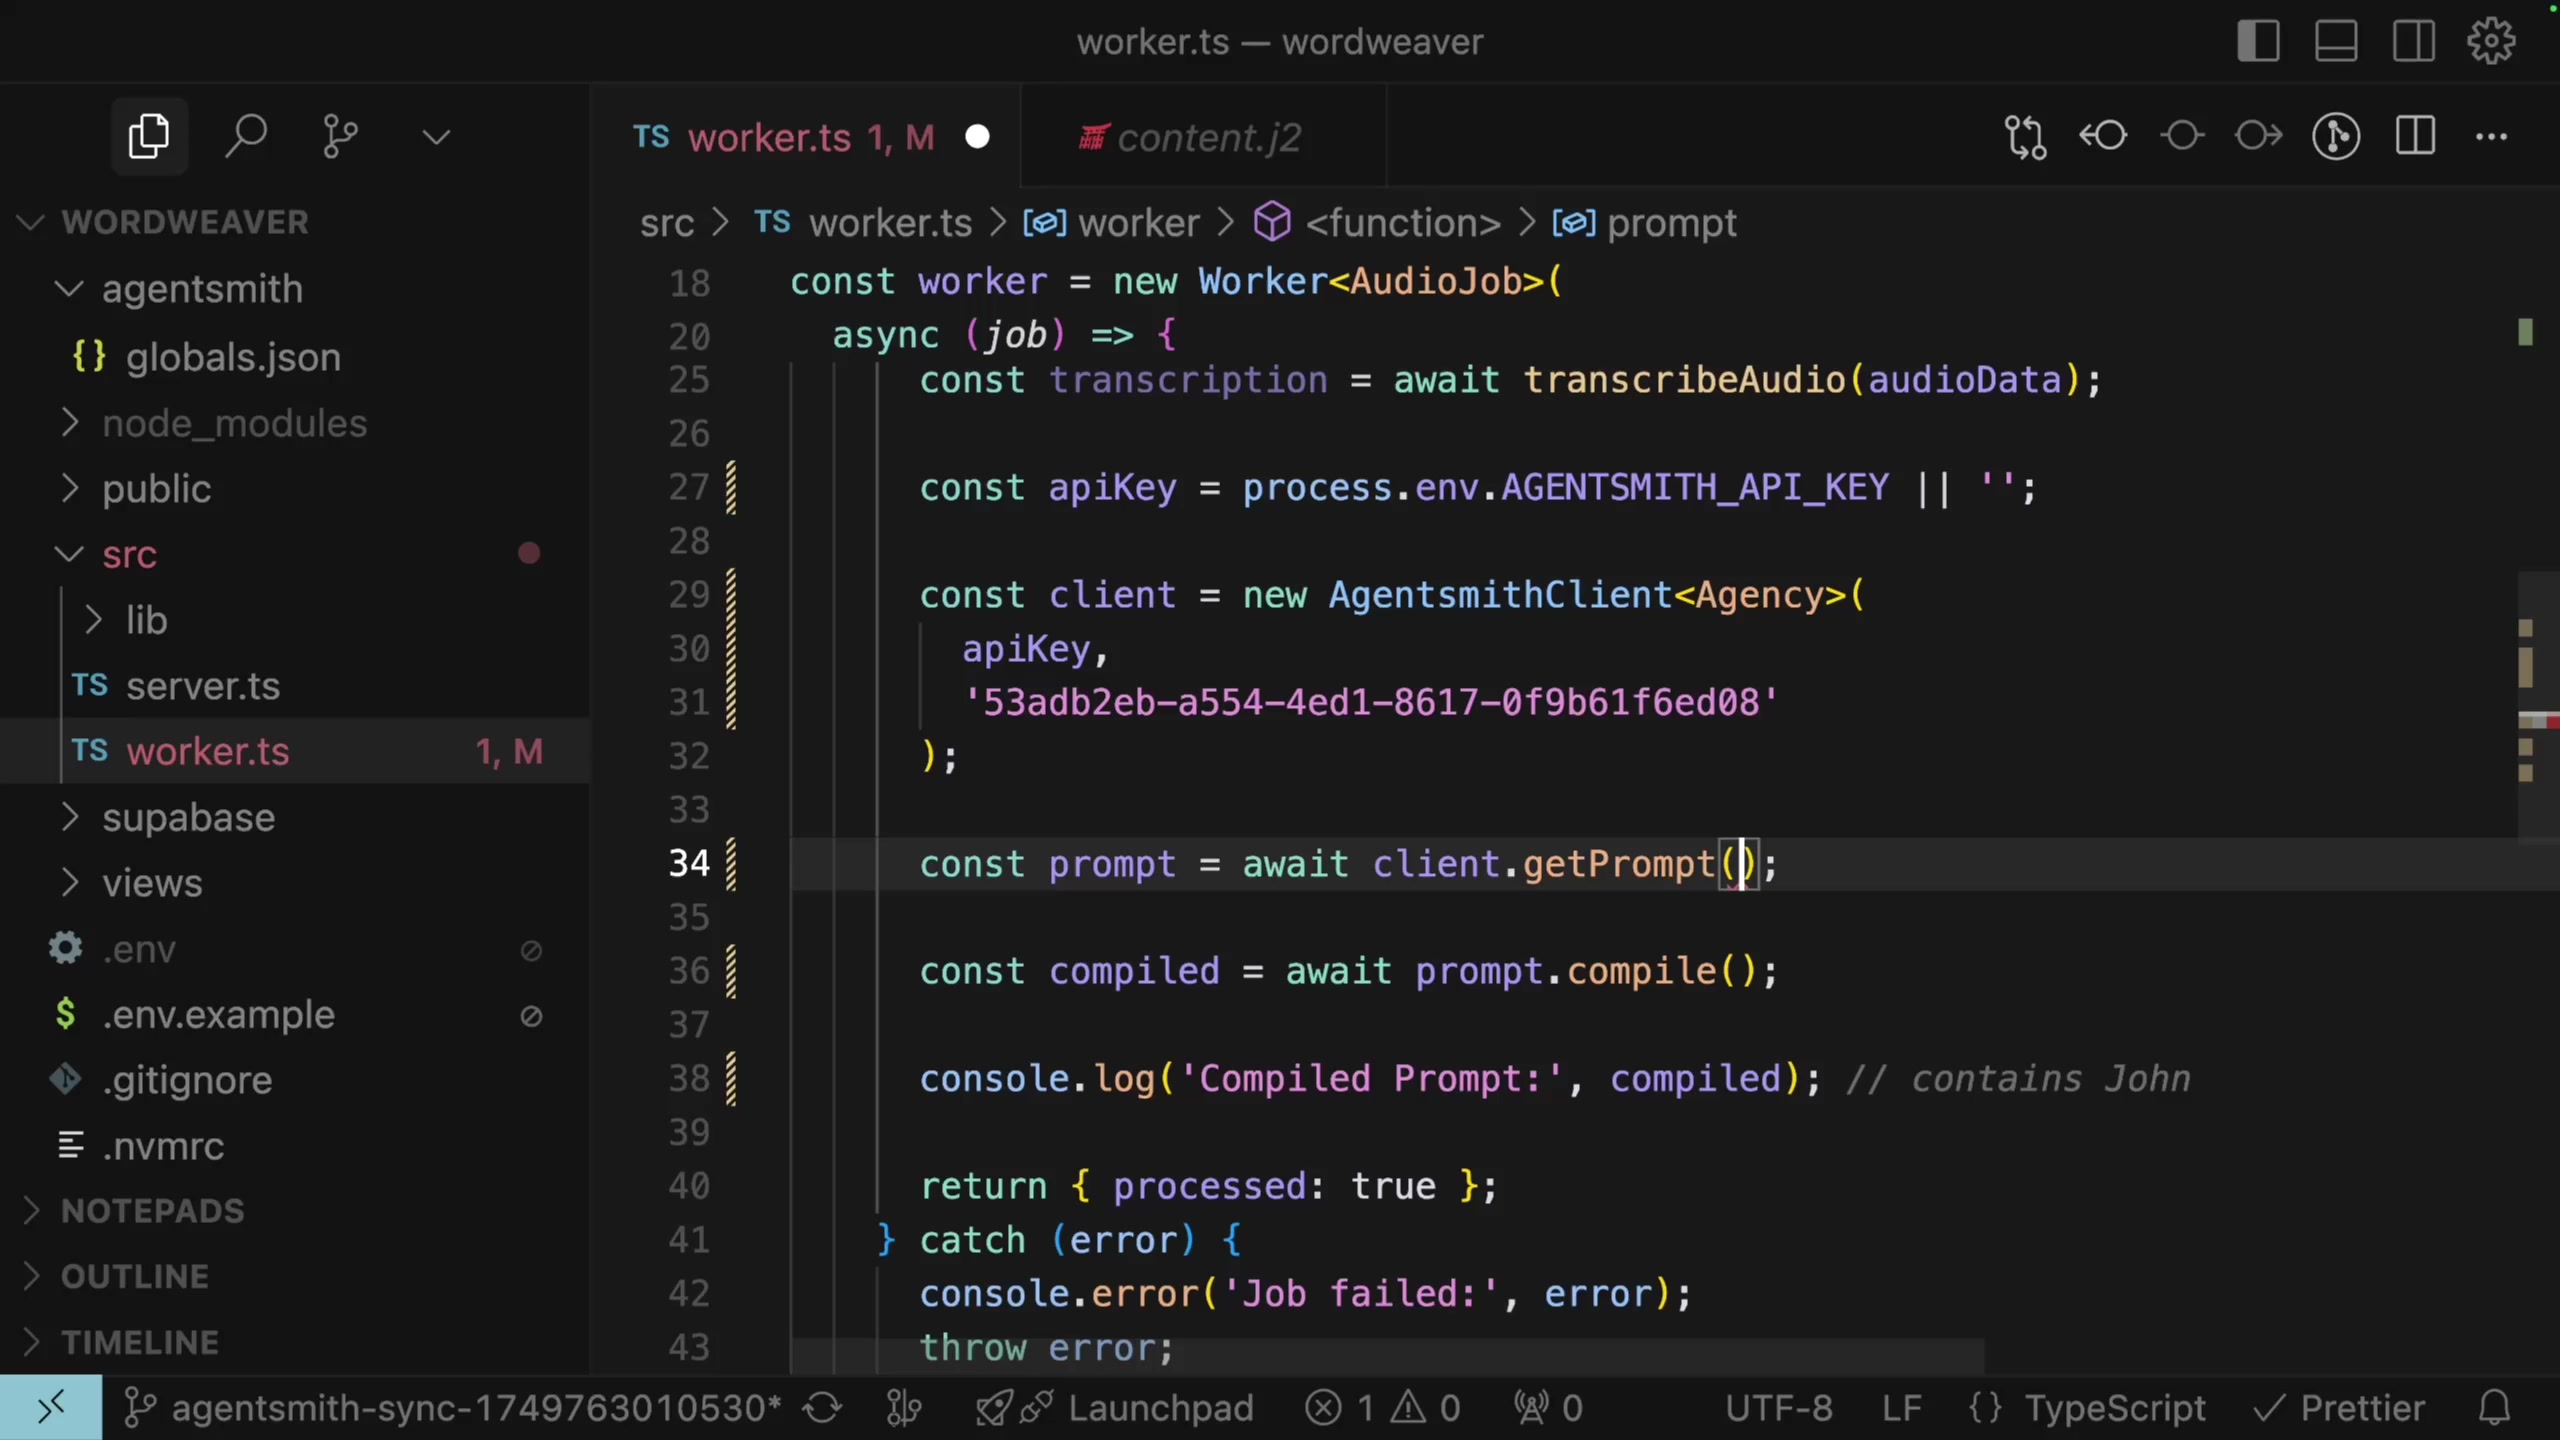 worker.ts — wordweaver
TS worker.ts 1, M
content.j2
WORDWEAVER
agentsmith
{} globals.json
node_modules
public
src
lib
TS server.ts
TS worker.ts 1, M
supabase
views
.env
$ .env.example
.gitignore
.nvmrc
NOTEPADS
OUTLINE
TIMELINE
src > TS worker.ts > worker > <function> > prompt
18 const worker = new Worker<AudioJob>(
20 async (job) => {
25 const transcription = await transcribeAudio(audioData);
26
27 const apiKey = process.env.AGENTSMITH_API_KEY || '';
28
29 const client = new AgentsmithClient<Agency>(
30 apiKey,
31 '53adb2eb-a554-4ed1-8617-0f9b61f6ed08'
32 );
33
34 const prompt = await client.getPrompt();
35
36 const compiled = await prompt.compile();
37
38 console.log('Compiled Prompt:', compiled); // contains John
39
40 return { processed: true };
41 } catch (error) {
42 console.error('Job failed:', error);
43 throw error;
agentsmith-sync-1749763010530* Launchpad 1 0 0 UTF-8 LF {} TypeScript Prettier